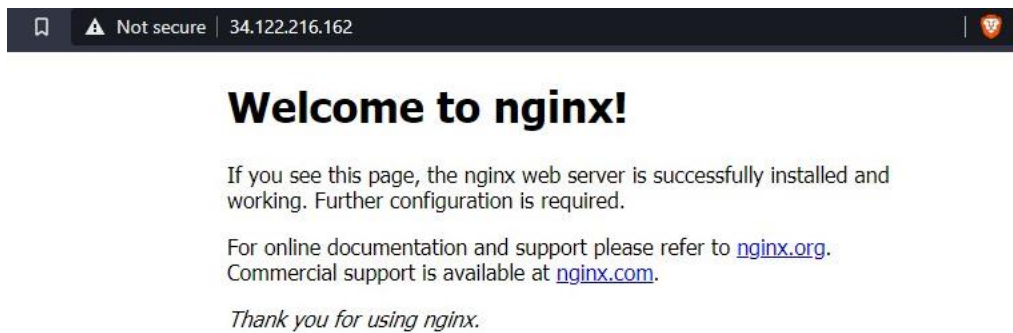 Not secure | 34.122.216.162
Welcome to nginx!
If you see this page, the nginx web server is successfully installed and
working. Further configuration is required.
For online documentation and support please refer to nginx.org.
Commercial support is available at nginx.com.
Thank you for using nginx.